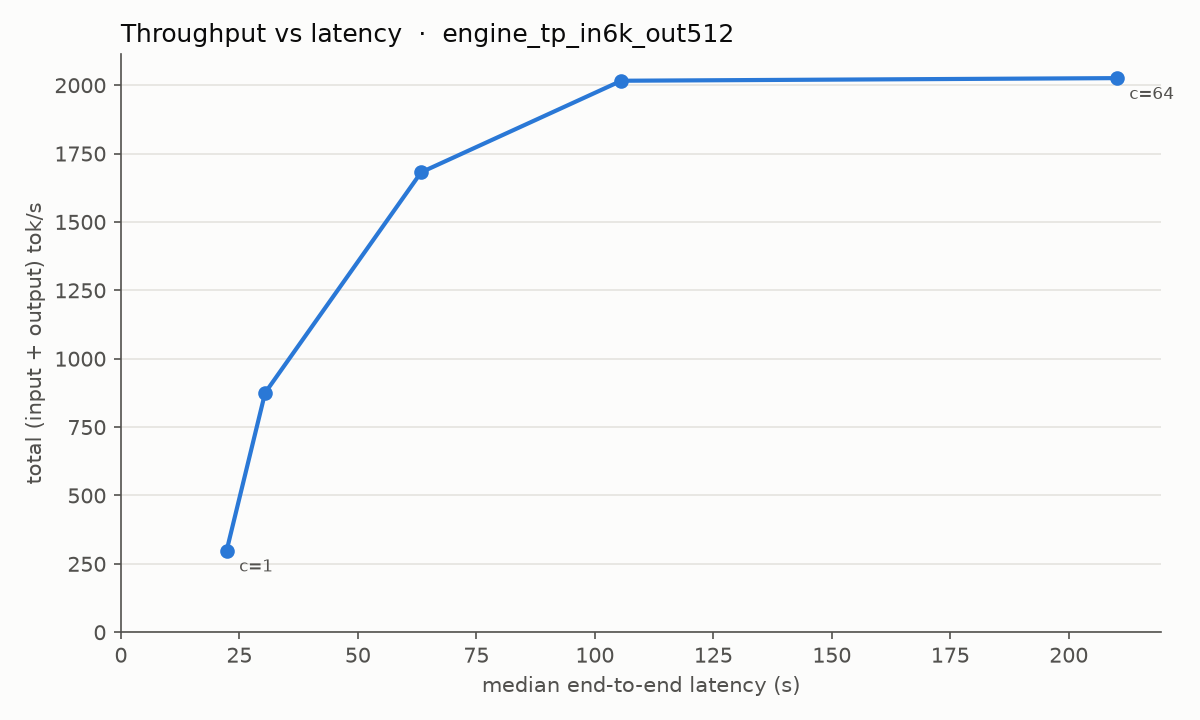 Throughput vs latency · engine_tp_in6k_out512
total (input + output) tok/s
2000
1750
1500
1250
1000
750
500
250
0
c=1
c=64
0 25 50 75 100 125 150 175 200
median end-to-end latency (s)